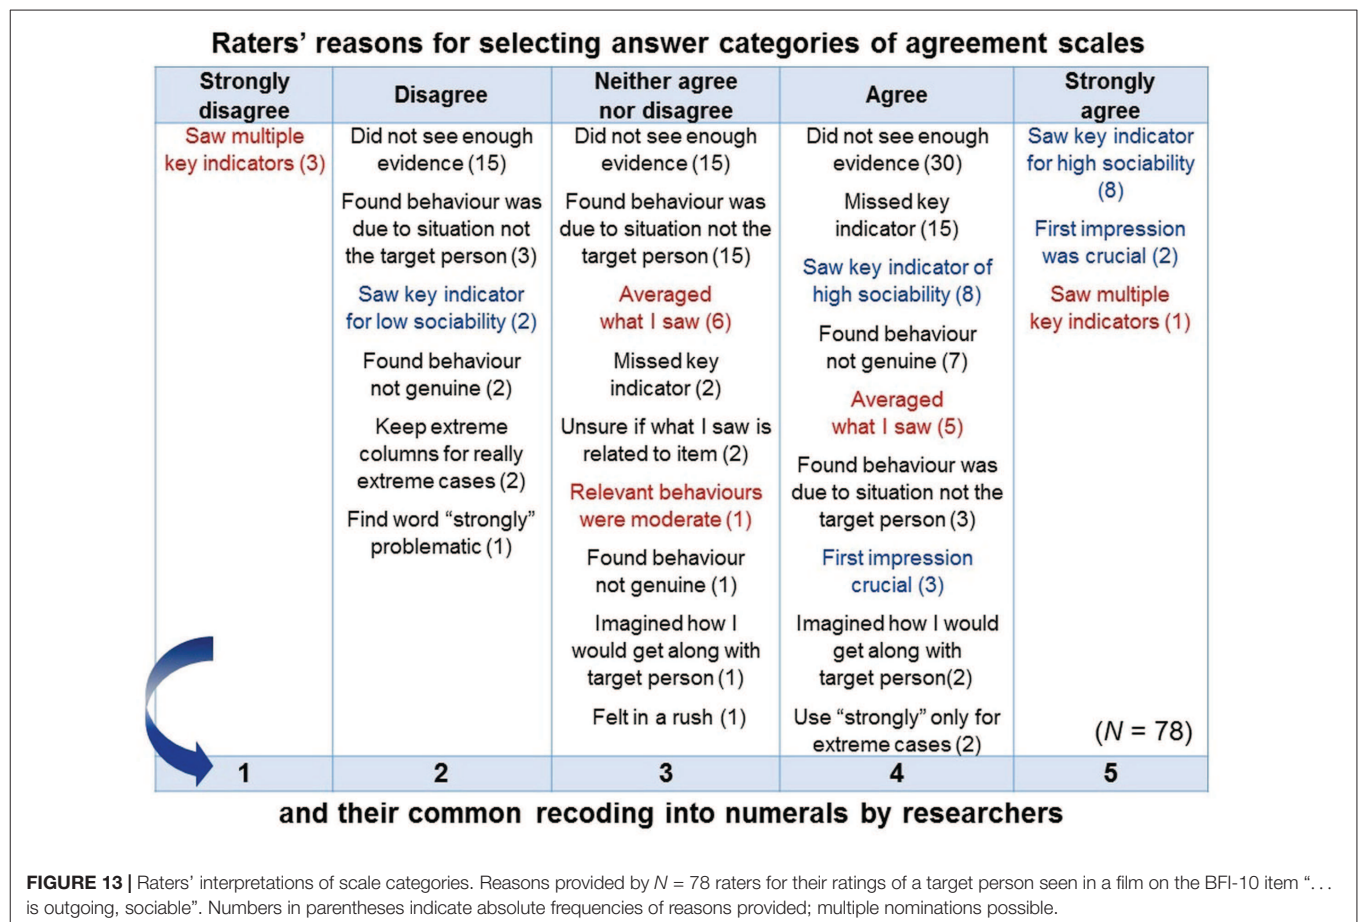 Raters' reasons for selecting answer categories of agreement scales
Strongly
disagree
Disagree
Neither agree
nor disagree
Agree
Strongly
agree
Saw multiple
key indicators (3)
Did not see enough
evidence (15)
Found behaviour was
due to situation not
the target person (3)
Saw key indicator
for low sociability (2)
Found behaviour
not genuine (2)
Keep extreme
columns for really
extreme cases (2)
Find word “strongly”
problematic (1)
Did not see enough
evidence (15)
Found behaviour was
due to situation not the
target person (15)
Averaged
what I saw (6)
Missed key
indicator (2)
Unsure if what I saw is
related to item (2)
Relevant behaviours
were moderate (1)
Found behaviour
not genuine (1)
Imagined how I
would get along with
target person (1)
Felt in a rush (1)
Did not see enough
evidence (30)
Missed key
indicator (15)
Saw key indicator of
high sociability (8)
Found behaviour
not genuine (7)
Averaged
what I saw (5)
Found behaviour was
due to situation not the
target person (3)
First impression
crucial (3)
Imagined how I would
get along with
target person(2)
Use “strongly” only for
extreme cases (2)
Saw key indicator
for high sociability
(8)
First impression
was crucial (2)
Saw multiple
key indicators (1)
(N = 78)
1
2
3
4
5
and their common recoding into numerals by researchers
FIGURE 13 | Raters' interpretations of scale categories. Reasons provided by N = 78 raters for their ratings of a target person seen in a film on the BFI-10 item “. . .
is outgoing, sociable”. Numbers in parentheses indicate absolute frequencies of reasons provided; multiple nominations possible.